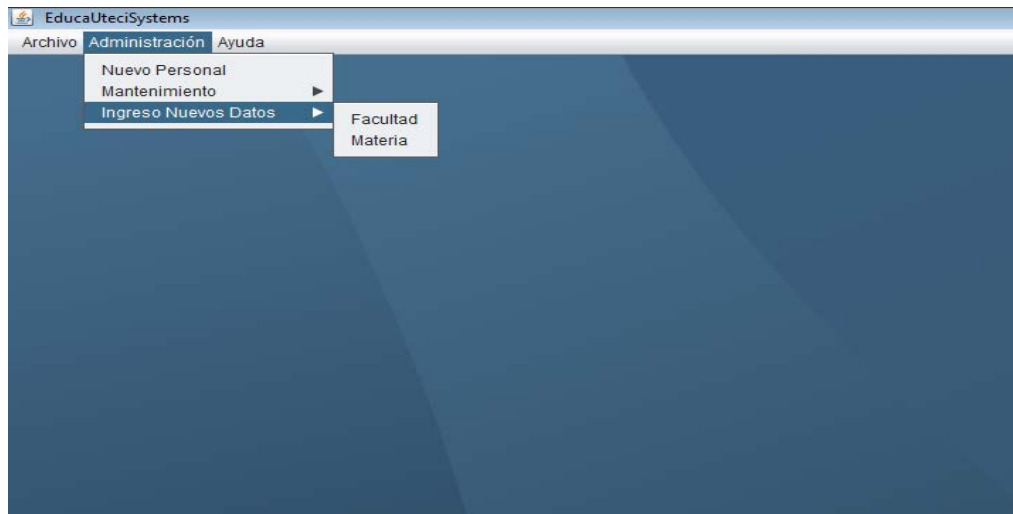 EducaUteciSystems
Archivo Administración Ayuda
Nuevo Personal
Mantenimiento
Ingreso Nuevos Datos
Facultad
Materia